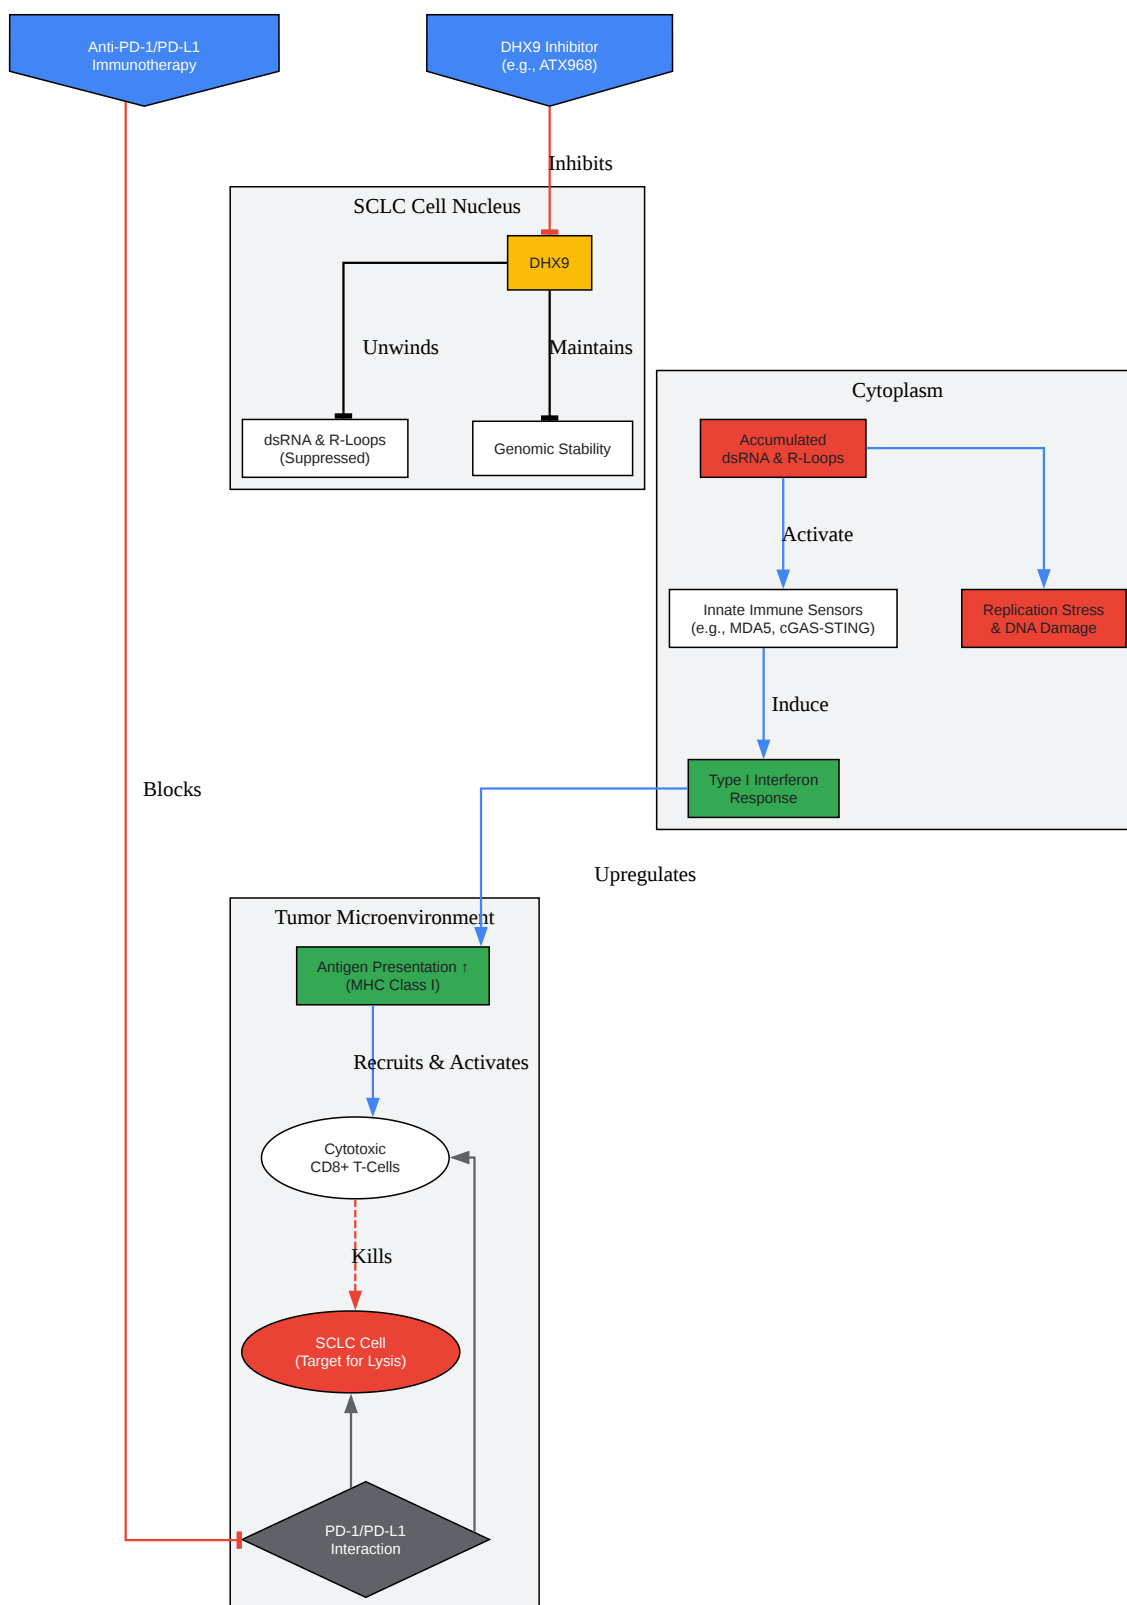 Anti-PD-1/PD-L1
Immunotherapy
DHX9 Inhibitor
(e.g., ATX968)
Inhibits
SCLC Cell Nucleus
DHX9
Unwinds
Maintains
dsRNA & R-Loops
(Suppressed)
Genomic Stability
Cytoplasm
Accumulated
dsRNA & R-Loops
Activate
Innate Immune Sensors
(e.g., MDA5, cGAS-STING)
Replication Stress
& DNA Damage
Induce
Type I Interferon
Response
Blocks
Upregulates
Tumor Microenvironment
Antigen Presentation ↑
(MHC Class I)
Recruits & Activates
Cytotoxic
CD8+ T-Cells
Kills
SCLC Cell
(Target for Lysis)
PD-1/PD-L1
Interaction